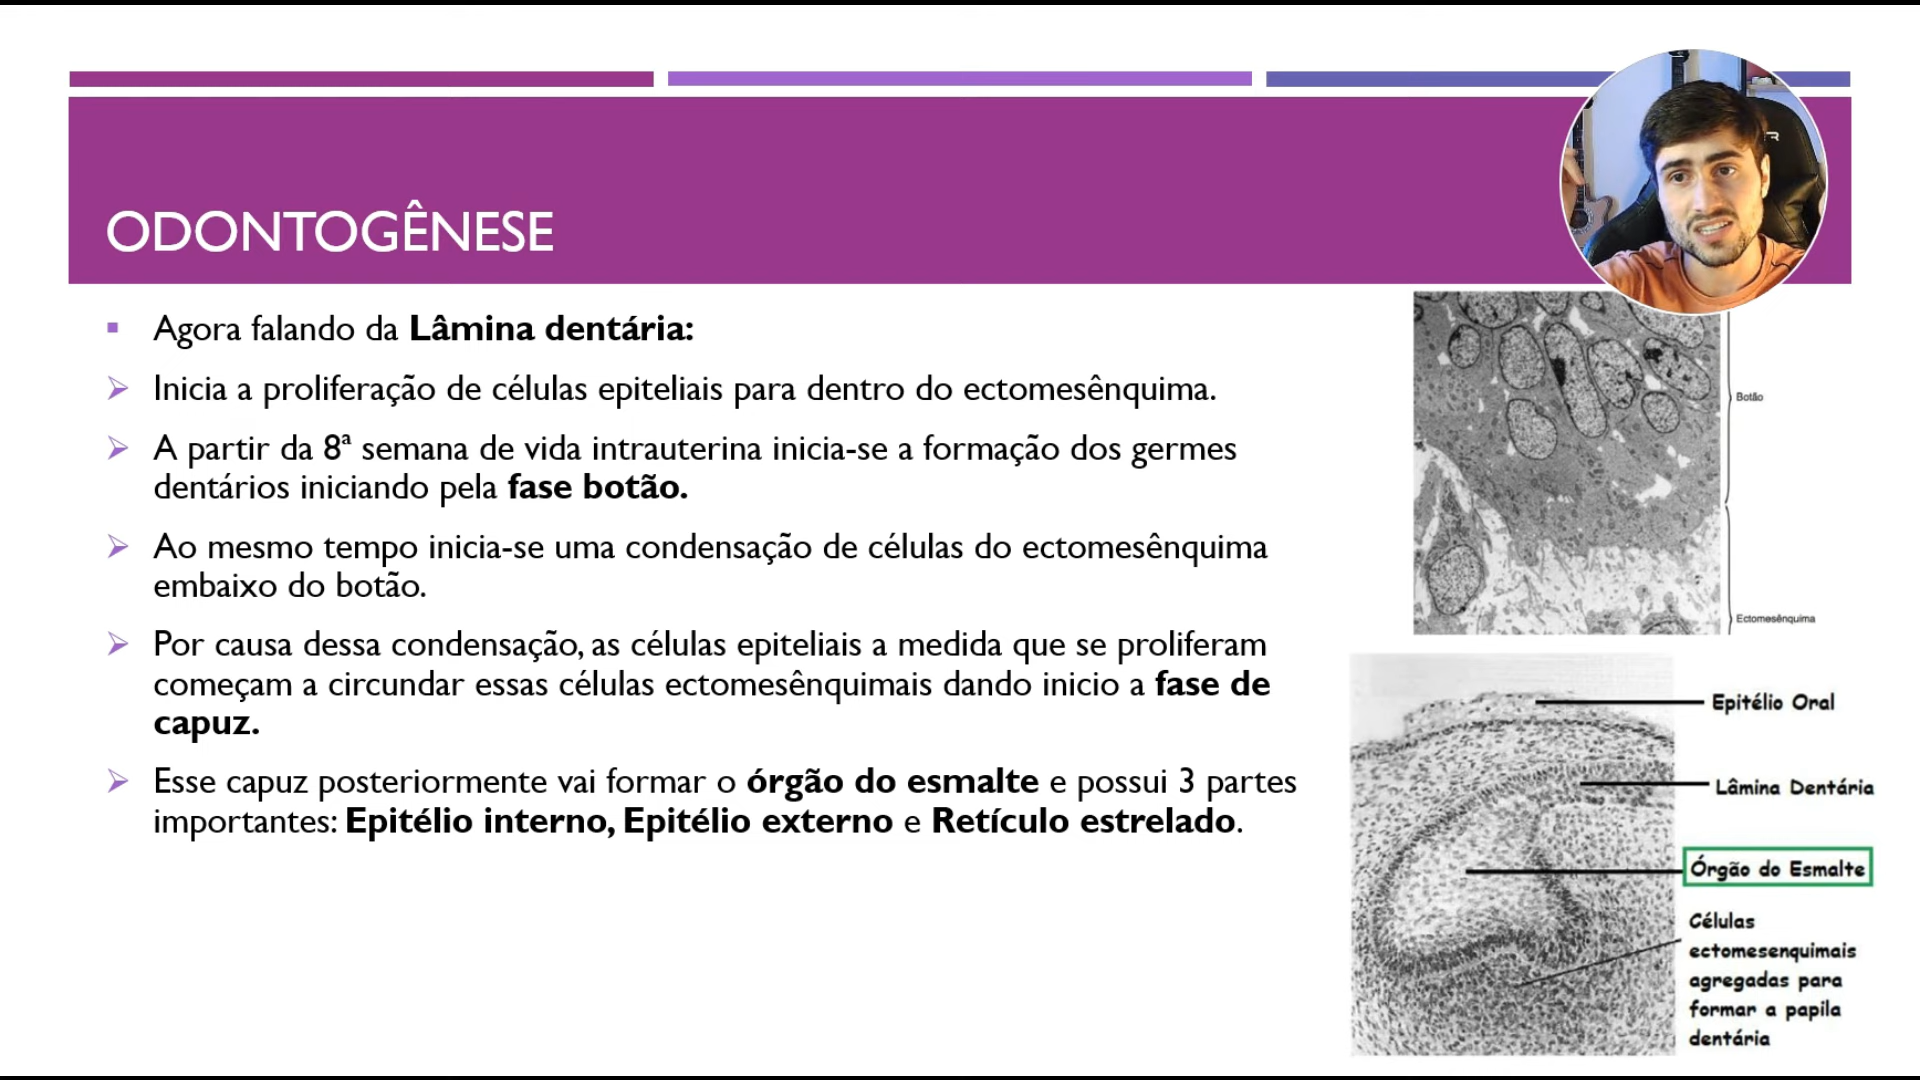 ODONTOGÊNESE
Agora falando da Lâmina dentária:
Inicia a proliferação de células epiteliais para dentro do ectomesênquima.
A partir da 8ª semana de vida intrauterina inicia-se a formação dos germes
dentários iniciando pela fase botão.
Ao mesmo tempo inicia-se uma condensação de células do ectomesênquima
embaixo do botão.
Por causa dessa condensação, as células epiteliais a medida que se proliferam
começam a circundar essas células ectomesênquimais dando inicio a fase de
capuz.
Esse capuz posteriormente vai formar o órgão do esmalte e possui 3 partes
importantes: Epitélio interno, Epitélio externo e Retículo estrelado.
Botão
Ectomesênquima
Epitélio Oral
Lâmina Dentária
Órgão do Esmalte
Células
ectomesenquimais
agregadas para
formar a papila
dentária